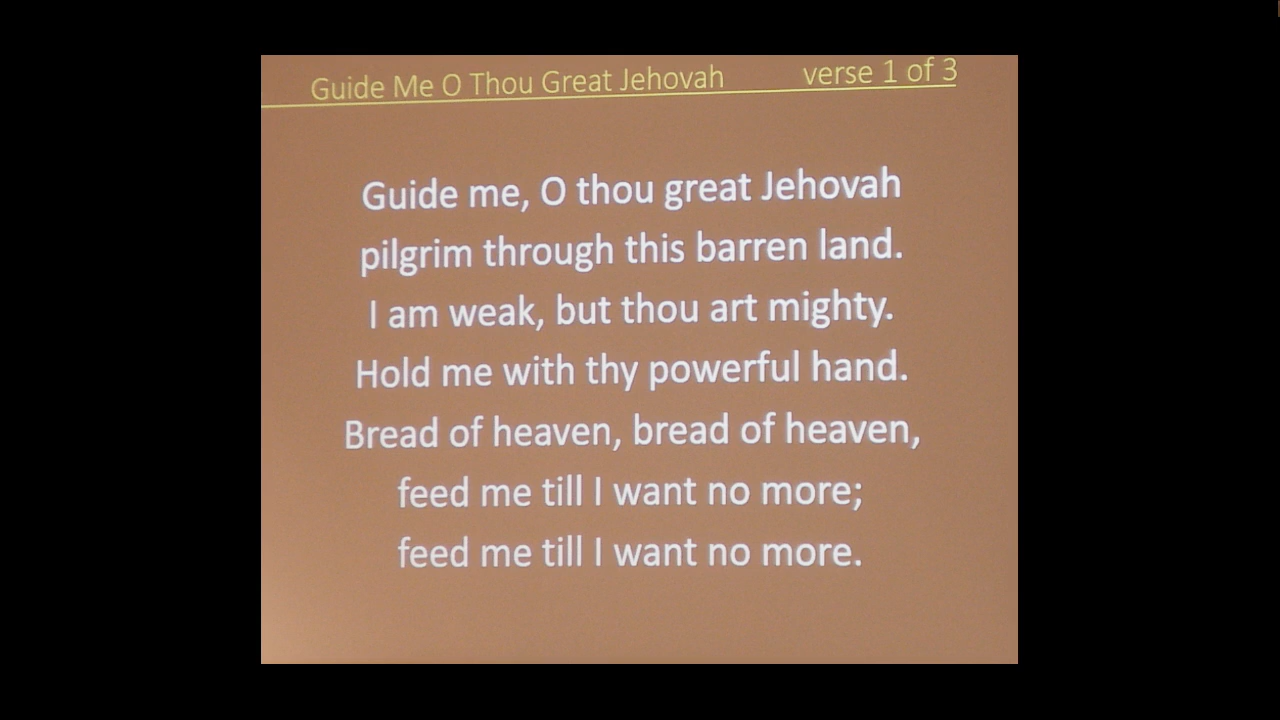 Guide Me O Thou Great Jehovah verse 1 of 3
Guide me, O thou great Jehovah
pilgrim through this barren land.
I am weak, but thou art mighty.
Hold me with thy powerful hand.
Bread of heaven, bread of heaven,
feed me till I want no more;
feed me till I want no more.